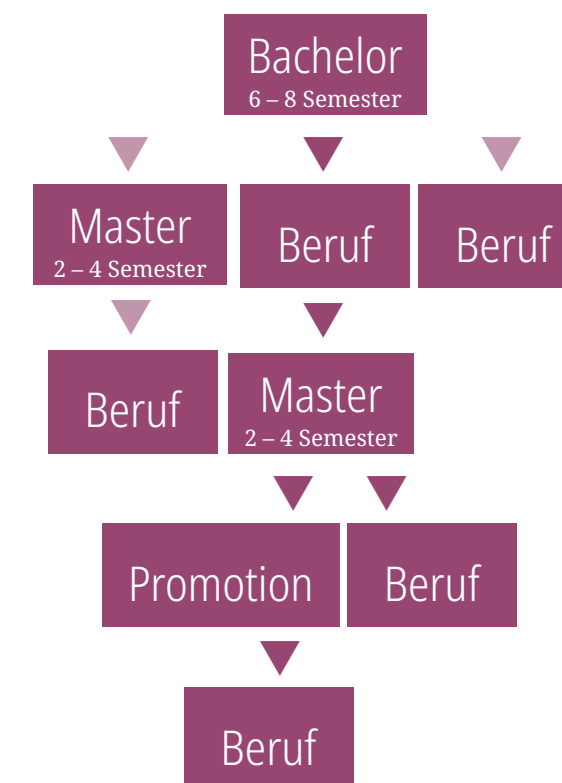 Bachelor
6 – 8 Semester
Master
2 – 4 Semester
Beruf
Beruf
Beruf
Master
2 – 4 Semester
Promotion
Beruf
Beruf